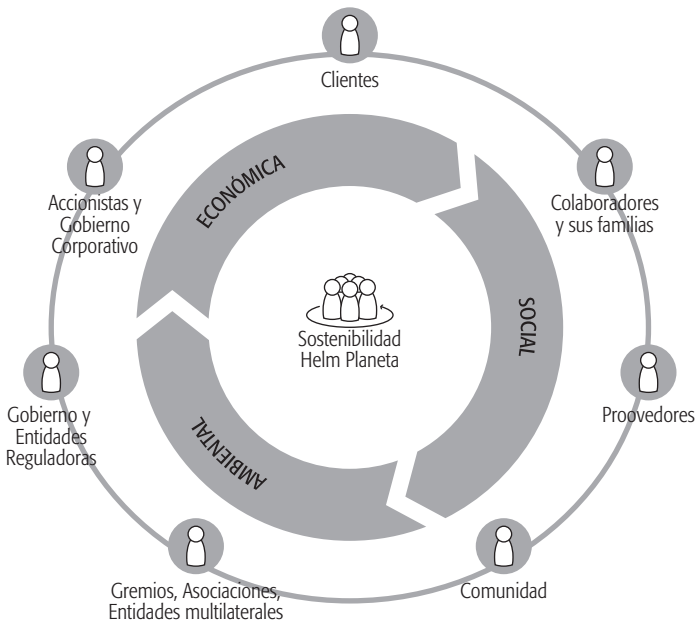 Clientes
Accionistas y
Gobierno
Corporativo
Colaboradores
y sus familias
ECONÓMICA
SOCIAL
AMBIENTAL
Sostenibilidad
Helm Planeta
Gobierno y
Entidades
Reguladoras
Proovedores
Gremios, Asociaciones,
Entidades multilaterales
Comunidad